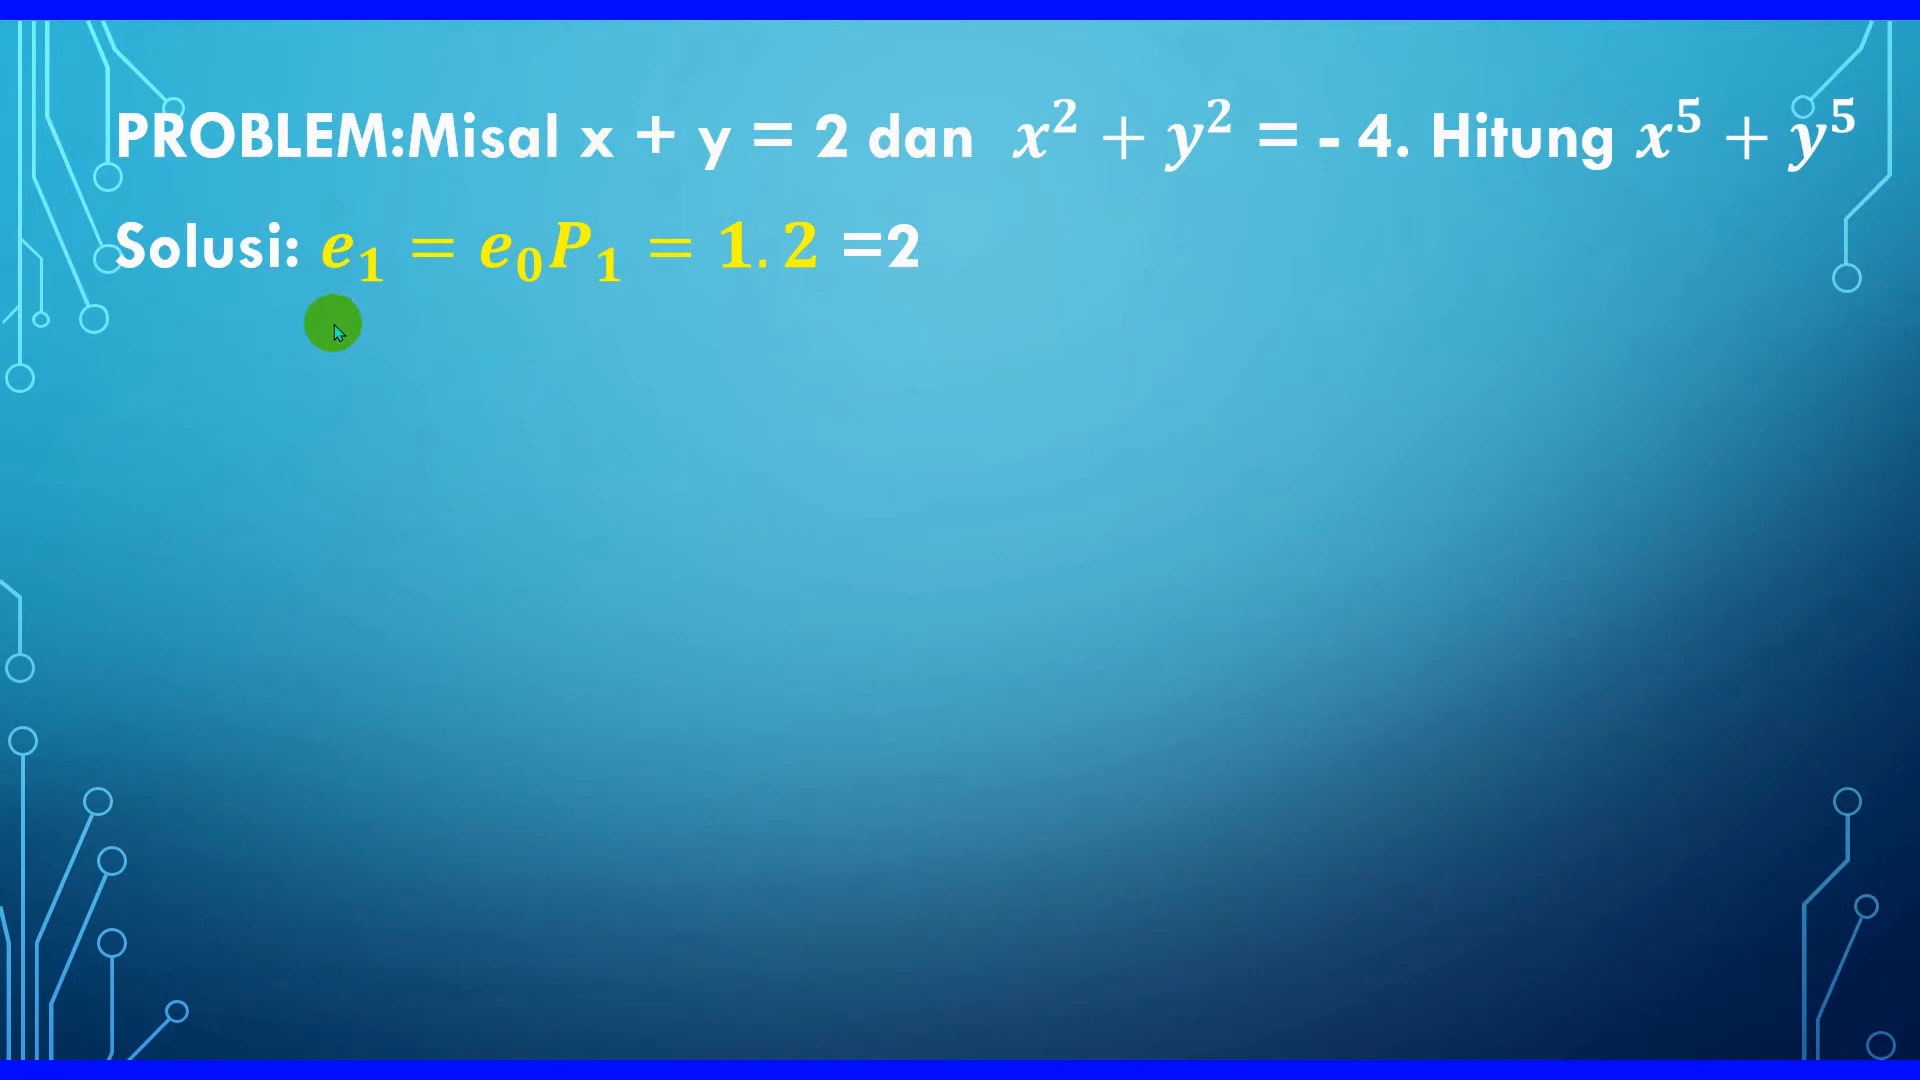 PROBLEM:Misal x + y = 2 dan x² + y² = - 4. Hitung x⁵ + y⁵
Solusi: e₁ = e₀P₁ = 1.2 =2